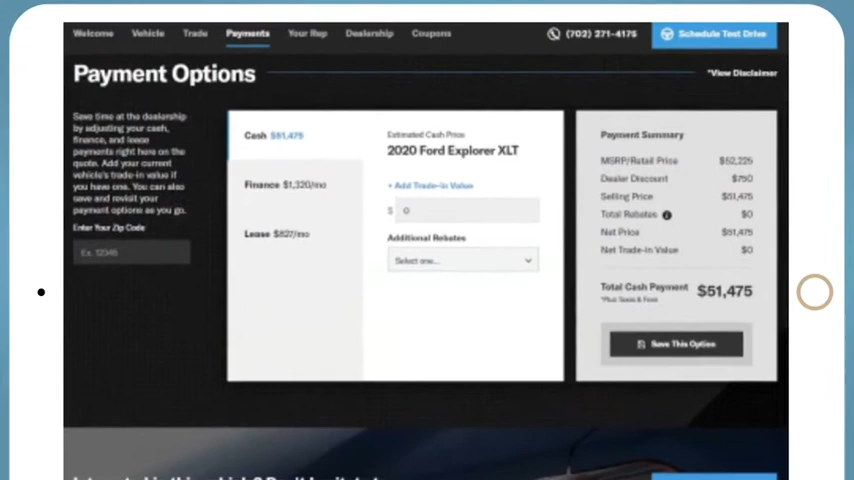 Welcome Vehicle Trade Payments Your Rep Dealership Coupons (702) 271-4175 Schedule Test Drive
Payment Options *View Disclaimer
Save time at the dealership
by adjusting your cash,
finance, and lease
payments right here on the
quote. Add your current
vehicle's trade-in value if
you have one. You can also
save and revisit your
payment options as you go.
Enter Your Zip Code
Ex. 12345
Cash $51,475
Finance $1,320/mo
Lease $827/mo
Estimated Cash Price
2020 Ford Explorer XLT
+ Add Trade-in Value
$ 0
Additional Rebates
Select one...
Payment Summary
MSRP/Retail Price $52,225
Dealer Discount $750
Selling Price $51,475
Total Rebates $0
Net Price $51,475
Net Trade-in Value $0
Total Cash Payment $51,475
*Plus Taxes & Fees
Save This Option